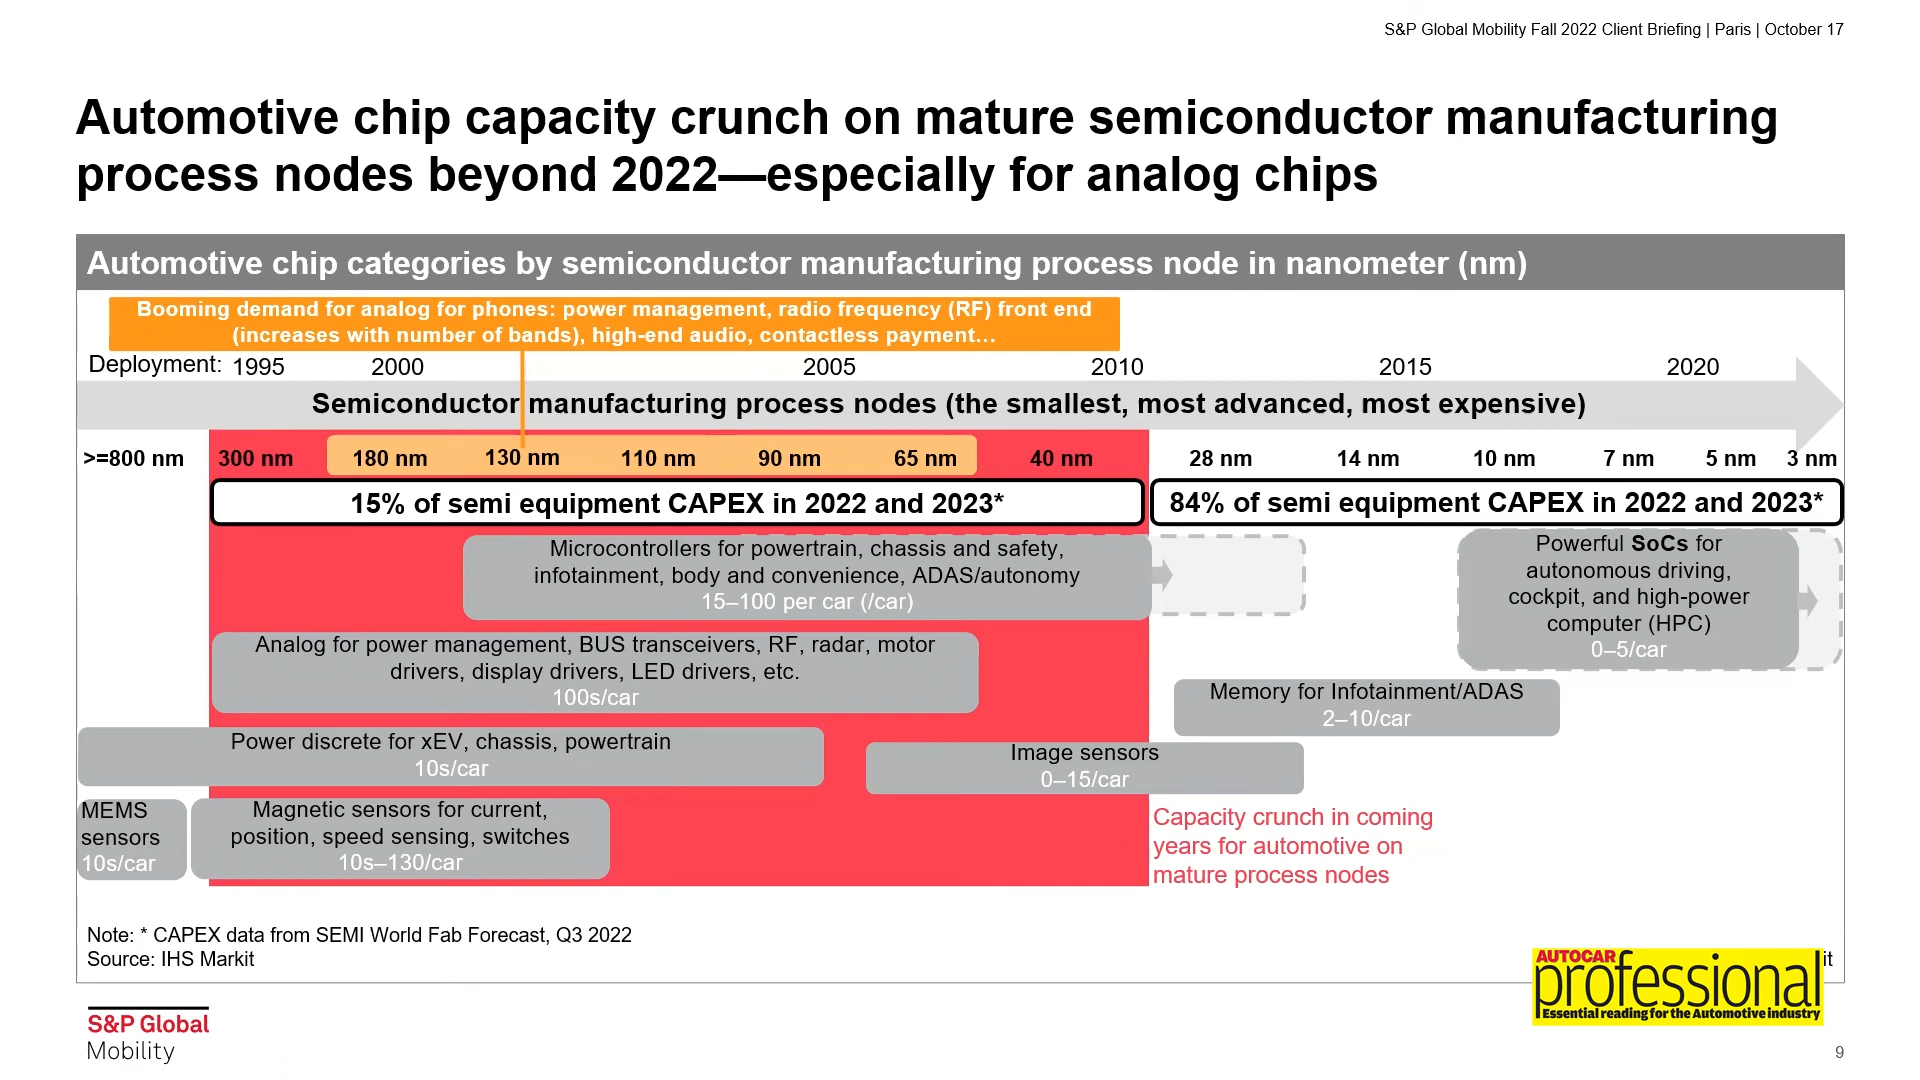 S&P Global Mobility Fall 2022 Client Briefing | Paris | October 17
Automotive chip capacity crunch on mature semiconductor manufacturing
process nodes beyond 2022—especially for analog chips
Automotive chip categories by semiconductor manufacturing process node in nanometer (nm)
Booming demand for analog for phones: power management, radio frequency (RF) front end
(increases with number of bands), high-end audio, contactless payment…
Deployment: 1995 2000 2005 2010 2015 2020
Semiconductor manufacturing process nodes (the smallest, most advanced, most expensive)
>=800 nm 300 nm 180 nm 130 nm 110 nm 90 nm 65 nm 40 nm 28 nm 14 nm 10 nm 7 nm 5 nm 3 nm
15% of semi equipment CAPEX in 2022 and 2023*
84% of semi equipment CAPEX in 2022 and 2023*
Microcontrollers for powertrain, chassis and safety,
infotainment, body and convenience, ADAS/autonomy
15–100 per car (/car)
Powerful SoCs for
autonomous driving,
cockpit, and high-power
computer (HPC)
0–5/car
Analog for power management, BUS transceivers, RF, radar, motor
drivers, display drivers, LED drivers, etc.
100s/car
Memory for Infotainment/ADAS
2–10/car
Power discrete for xEV, chassis, powertrain
10s/car
Image sensors
0–15/car
MEMS
sensors
10s/car
Magnetic sensors for current,
position, speed sensing, switches
10s–130/car
Capacity crunch in coming
years for automotive on
mature process nodes
Note: * CAPEX data from SEMI World Fab Forecast, Q3 2022
Source: IHS Markit
it
AUTOCAR
professional
Essential reading for the Automotive industry
S&P Global
Mobility
9